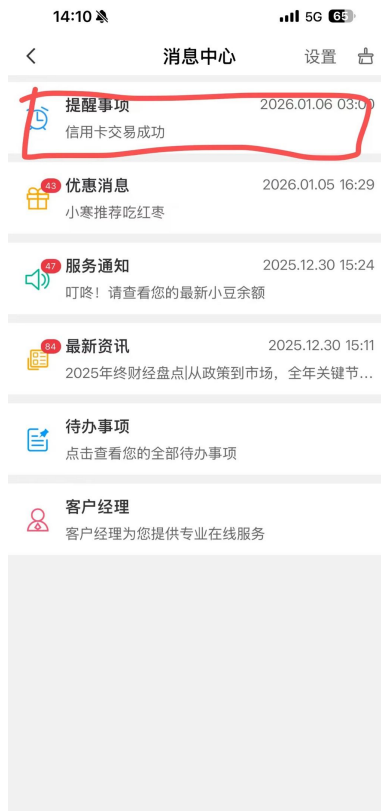 14:10 5G 65
消息中心 设置
提醒事项 2026.01.06 03:00
信用卡交易成功
43 优惠消息 2026.01.05 16:29
小寒推荐吃红枣
47 服务通知 2025.12.30 15:24
叮咚！请查看您的最新小豆余额
84 最新资讯 2025.12.30 15:11
2025年终财经盘点|从政策到市场，全年关键节...
待办事项
点击查看您的全部待办事项
客户经理
客户经理为您提供专业在线服务